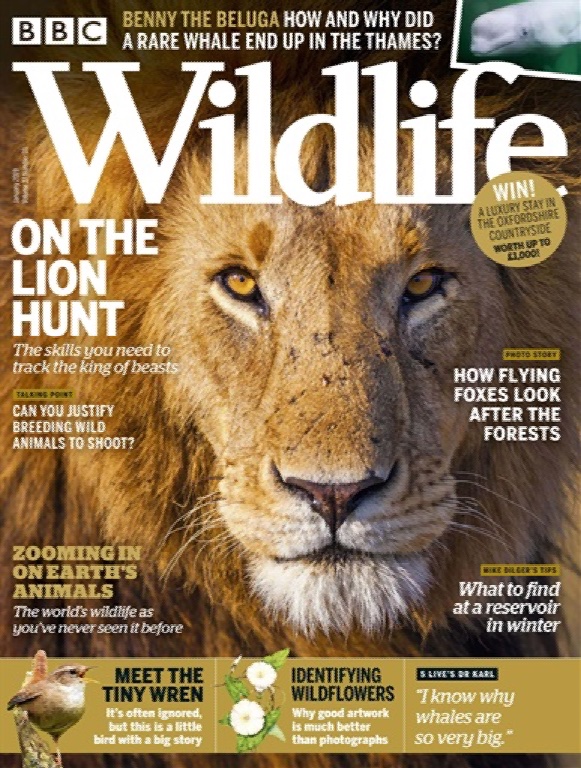 BBC
BENNY THE BELUGA HOW AND WHY DID
A RARE WHALE END UP IN THE THAMES?
Wildlife
WIN!
A LUXURY STAY IN
THE OXFORDSHIRE
COUNTRYSIDE
WORTH UP TO
£1,000!
ON THE
LION
HUNT
The skills you need to
track the king of beasts
TALKING POINT
CAN YOU JUSTIFY
BREEDING WILD
ANIMALS TO SHOOT?
PHOTO STORY
HOW FLYING
FOXES LOOK
AFTER THE
FORESTS
ZOOMING IN
ON EARTH'S
ANIMALS
The world's wildlife as
you've never seen it before
MIKE DILGER'S TIPS
What to find
at a reservoir
in winter
MEET THE
TINY WREN
It's often ignored,
but this is a little
bird with a big story
IDENTIFYING
WILDFLOWERS
Why good artwork
is much better
than photographs
5 LIVE'S DR KARL
"I know why
whales are
so very big."